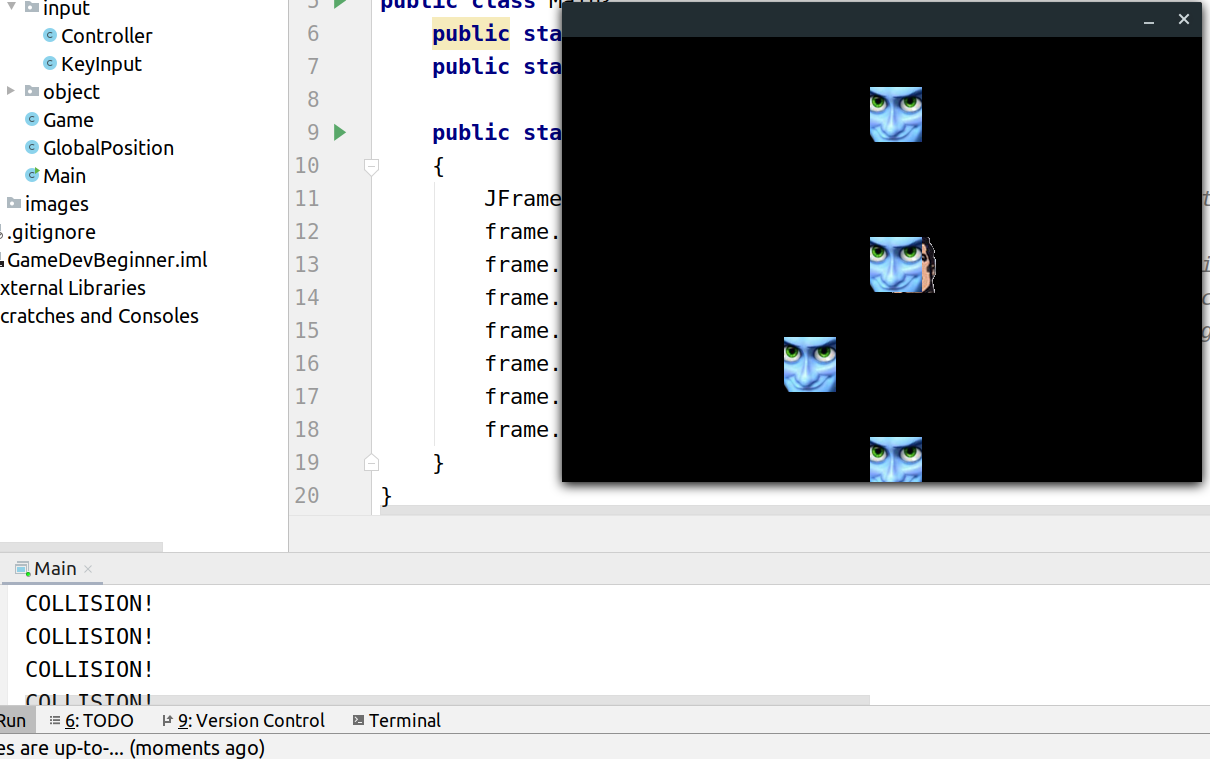 input
Controller
KeyInput
object
Game
GlobalPosition
Main
images
.gitignore
GameDevBeginner.iml
xternal Libraries
cratches and Consoles
5 public class Main
6 public sta
7 public sta
8
9 public sta
10 {
11 JFrame
12 frame.
13 frame.
14 frame.
15 frame.
16 frame.
17 frame.
18 frame.
19 }
20 }
Main
COLLISION!
COLLISION!
COLLISION!
COLLISION!
Run 6: TODO 9: Version Control Terminal
es are up-to-... (moments ago)